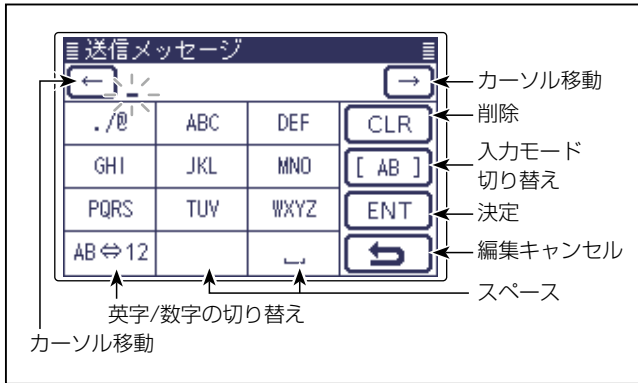 送信メッセージ
← → カーソル移動
./@ ABC DEF CLR 削除
GHI JKL MNO [ AB ] 入力モード
切り替え
PQRS TUV WXYZ ENT 決定
AB⇔12 ⎵ 編集キャンセル
スペース
英字/数字の切り替え
カーソル移動